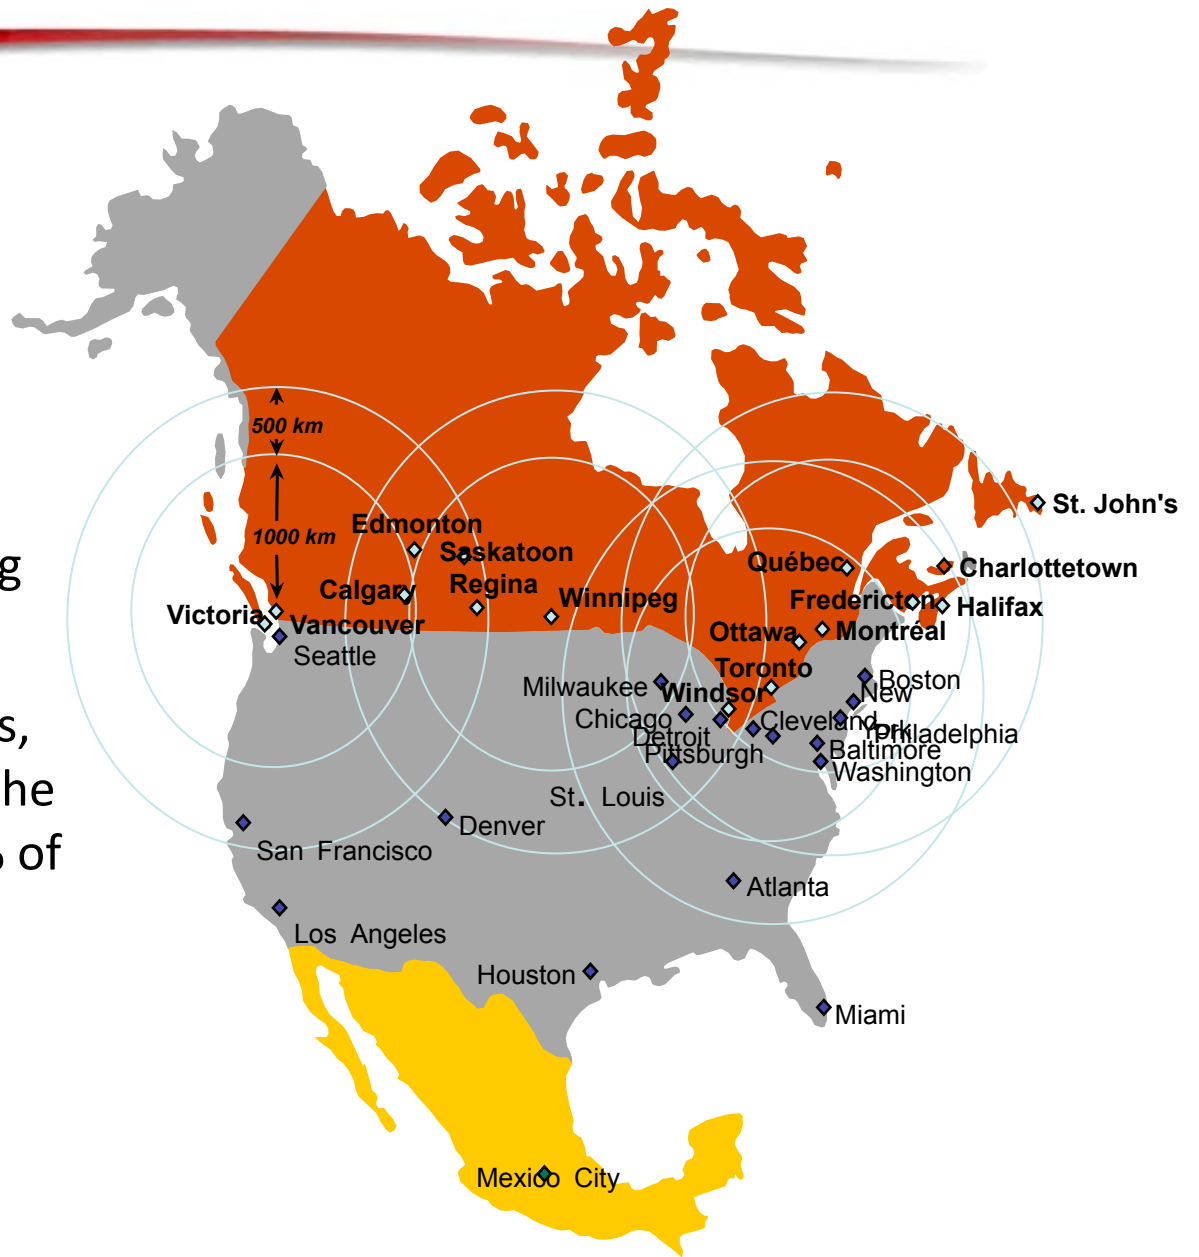 500 km
St. John's
Edmonton
1000 km
Saskatoon
g
Québec
Charlottetown
Calgary
Regina
Winnipeg
Fredericton
Halifax
Victoria
Vancouver
Ottawa
Montréal
Seattle
Toronto
Milwaukee
Windsor
Boston
New
York
Chicago
Cleveland
s,
Detroit
Philadelphia
Pittsburgh
Baltimore
Washington
he
St. Louis
Denver
San Francisco
% of
Atlanta
Los Angeles
Houston
Miami
Mexico City